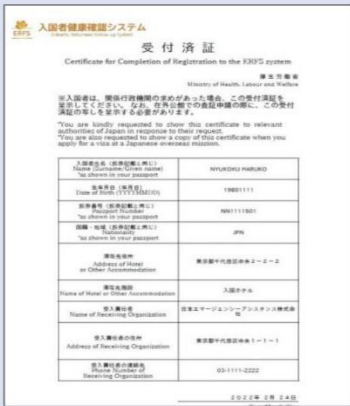 ERFS
入国者健康確認システム
受付済証
Certificate for Completion of Registration to the ERFS system
厚生労働省
Ministry of Health, Labour and Welfare
※入国者は、関係行政機関の求めがあった場合、この受付済証を
呈示してください。なお、在外公館での査証申請の際に、この受付
済証の写しを呈示する必要があります。
*You are kindly requested to show this certificate to relevant
authorities of Japan in response to their request.
*You are also requested to show a copy of this certificate when you
apply for a visa at a Japanese overseas mission.
入国者氏名（旅券記載と同じ）
Name (Surname/Given name)
*as shown in your passport
NYUKOKU HARUKO
生年月日（西暦）
Date of Birth (YYYYMMDD)
19801111
旅券番号（旅券記載と同じ）
Passport Number
*as shown in your passport
NN1111501
国籍・地域（旅券記載と同じ）
Nationality
*as shown in your passport
JPN
滞在先住所
Address of Hotel
or Other Accommodation
東京都千代田区中央2-2-2
滞在先施設
Name of Hotel or Other Accommodation
入国ホテル
受入責任者
Name of Receiving Organization
日本エマージェンシーアシスタンス株式会
社
受入責任者の住所
Address of Receiving Organization
東京都千代田区中央1-1-1
受入責任者の連絡先
Phone Number of
Receiving Organization
03-1111-2222
2022年 2月 24日